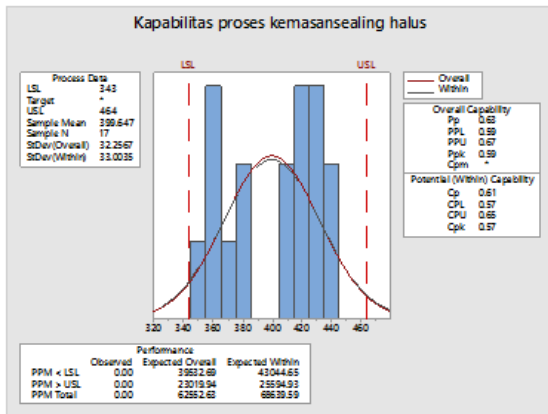 Kapabilitas proses kemasansealing halus
LSL USL
Process Data
LSL 343
Target *
USL 464
Sample Mean 399.647
Sample N 17
StDev(Overall) 32.2567
StDev(Within) 33.0035
Overall
Within
Overall Capability
Pp 0.63
PPL 0.59
PPU 0.67
Ppk 0.59
Cpm *
Potential (Within) Capability
Cp 0.61
CPL 0.57
CPU 0.65
Cpk 0.57
320 340 360 380 400 420 440 460
Performance
Observed Expected Overall Expected Within
PPM < LSL 0.00 39532.69 43044.65
PPM > USL 0.00 23019.94 25594.93
PPM Total 0.00 62552.63 68639.59